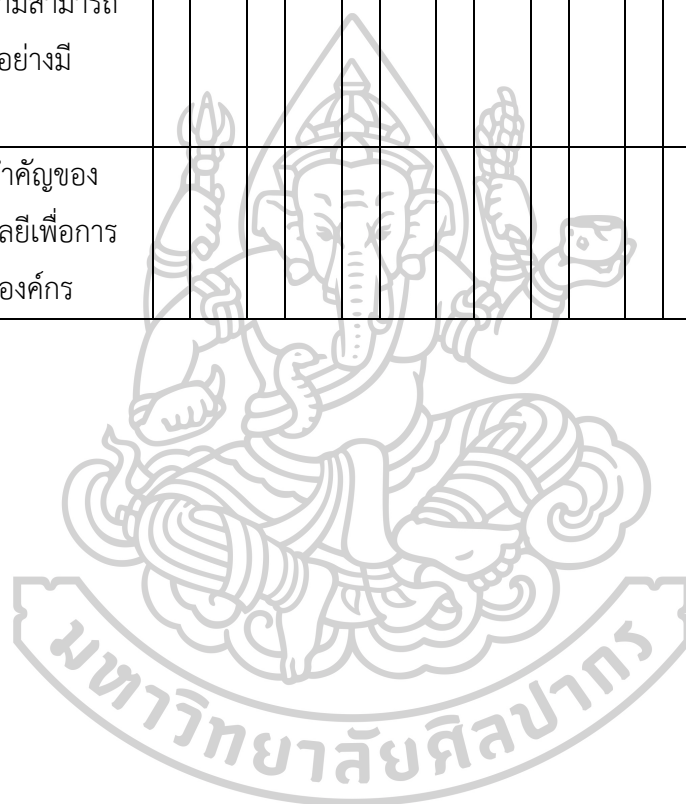 ามสามารถ
อย่างมี
ำคัญของ
ลยีเพื่อการ
องค์กร
มหาวิทยาลัยศิลปากร